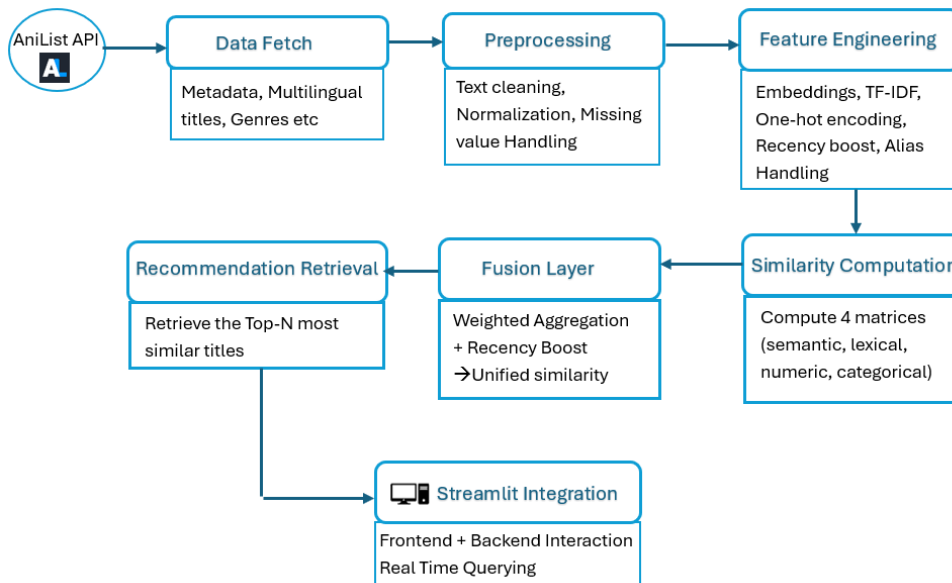 AniList API
AL
Data Fetch
Metadata, Multilingual
titles, Genres etc
Preprocessing
Text cleaning,
Normalization, Missing
value Handling
Feature Engineering
Embeddings, TF-IDF,
One-hot encoding,
Recency boost, Alias
Handling
Similarity Computation
Compute 4 matrices
(semantic, lexical,
numeric, categorical)
Fusion Layer
Weighted Aggregation
+ Recency Boost
→Unified similarity
Recommendation Retrieval
Retrieve the Top-N most
similar titles
Streamlit Integration
Frontend + Backend Interaction
Real Time Querying